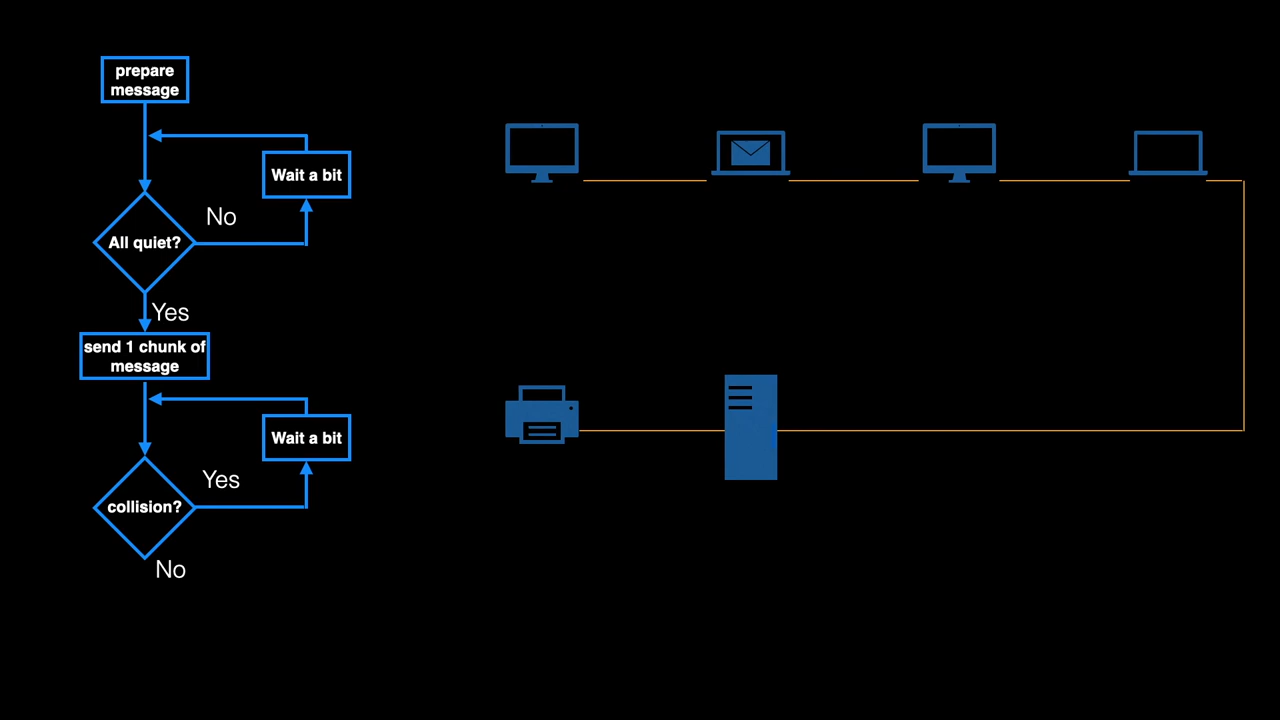 prepare
message
Wait a bit
No
All quiet?
Yes
send 1 chunk of
message
Wait a bit
Yes
collision?
No